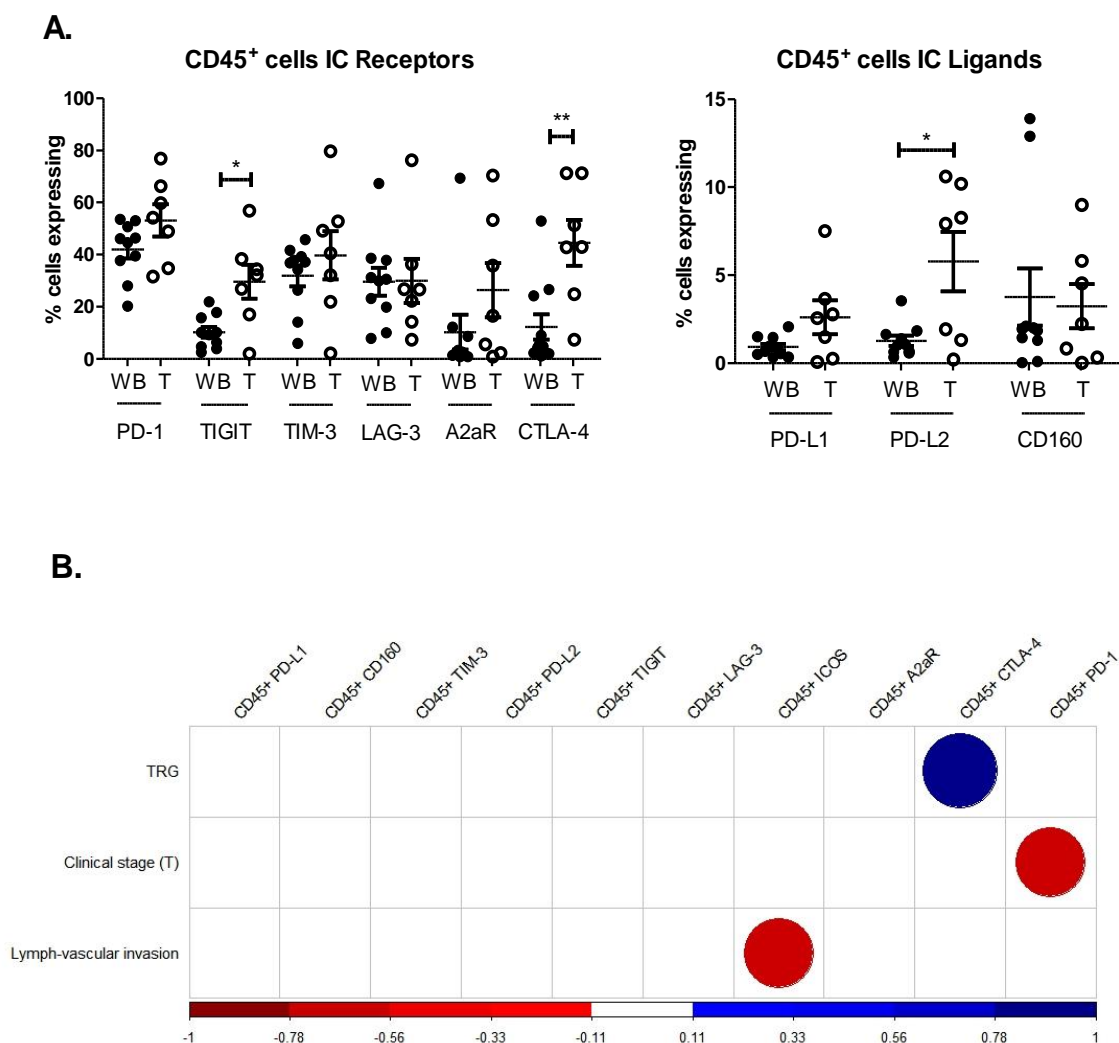 A.
CD45+ cells IC Receptors
% cells expressing
100
80
60
40
20
0
WB T WB T WB T WB T WB T WB T
PD-1 TIGIT TIM-3 LAG-3 A2aR CTLA-4
* **
CD45+ cells IC Ligands
% cells expressing
15
10
5
0
WB T WB T WB T
PD-L1 PD-L2 CD160
*
B.
CD45+ PD-L1
CD45+ CD160
CD45+ TIM-3
CD45+ PD-L2
CD45+ TIGIT
CD45+ LAG-3
CD45+ ICOS
CD45+ A2aR
CD45+ CTLA-4
CD45+ PD-1
TRG
Clinical stage (T)
Lymph-vascular invasion
-1 -0.78 -0.56 -0.33 -0.11 0.11 0.33 0.56 0.78 1